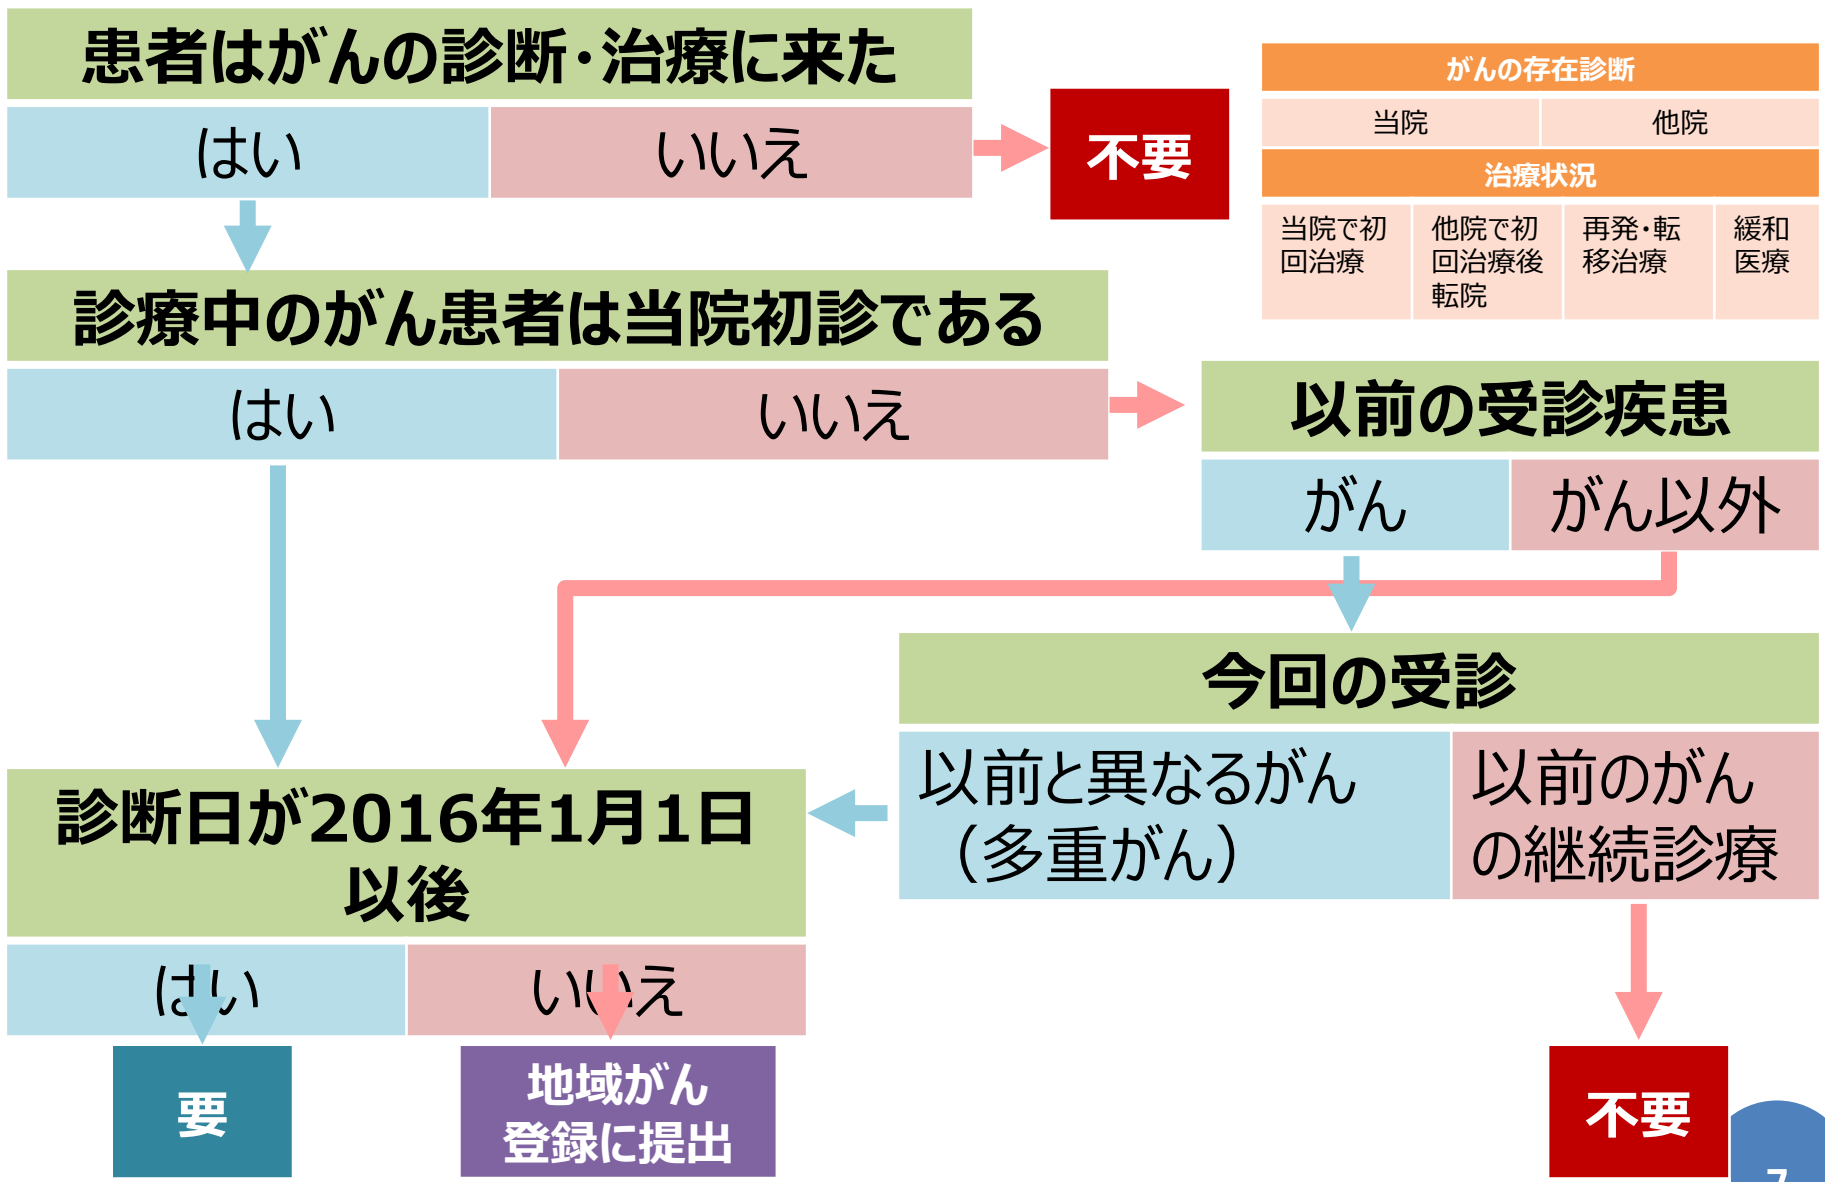 患者はがんの診断・治療に来た
はい
いいえ
不要
がんの存在診断
当院
他院
治療状況
当院で初
回治療
他院で初
回治療後
転院
再発・転
移治療
緩和
医療
診療中のがん患者は当院初診である
はい
いいえ
以前の受診疾患
がん
がん以外
今回の受診
以前と異なるがん
（多重がん）
以前のがん
の継続診療
診断日が2016年1月1日
以後
はい
いいえ
要
地域がん
登録に提出
不要
7